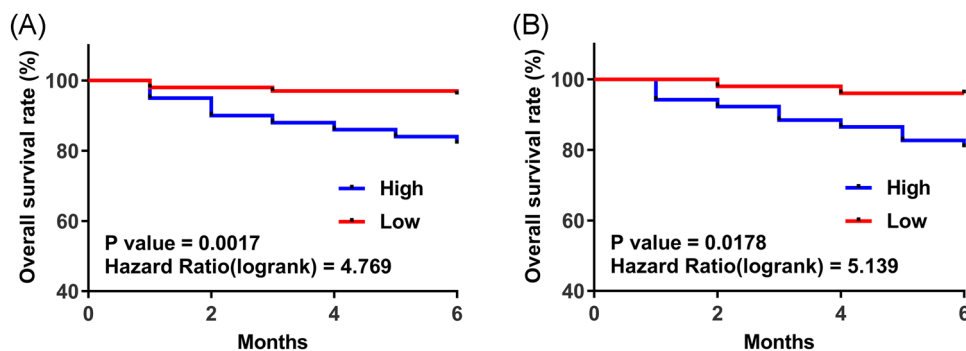 (A)
Overall survival rate (%)
100
80
60
40
High
Low
P value = 0.0017
Hazard Ratio(logrank) = 4.769
0 2 4 6
Months
(B)
Overall survival rate (%)
100
80
60
40
High
Low
P value = 0.0178
Hazard Ratio(logrank) = 5.139
0 2 4 6
Months